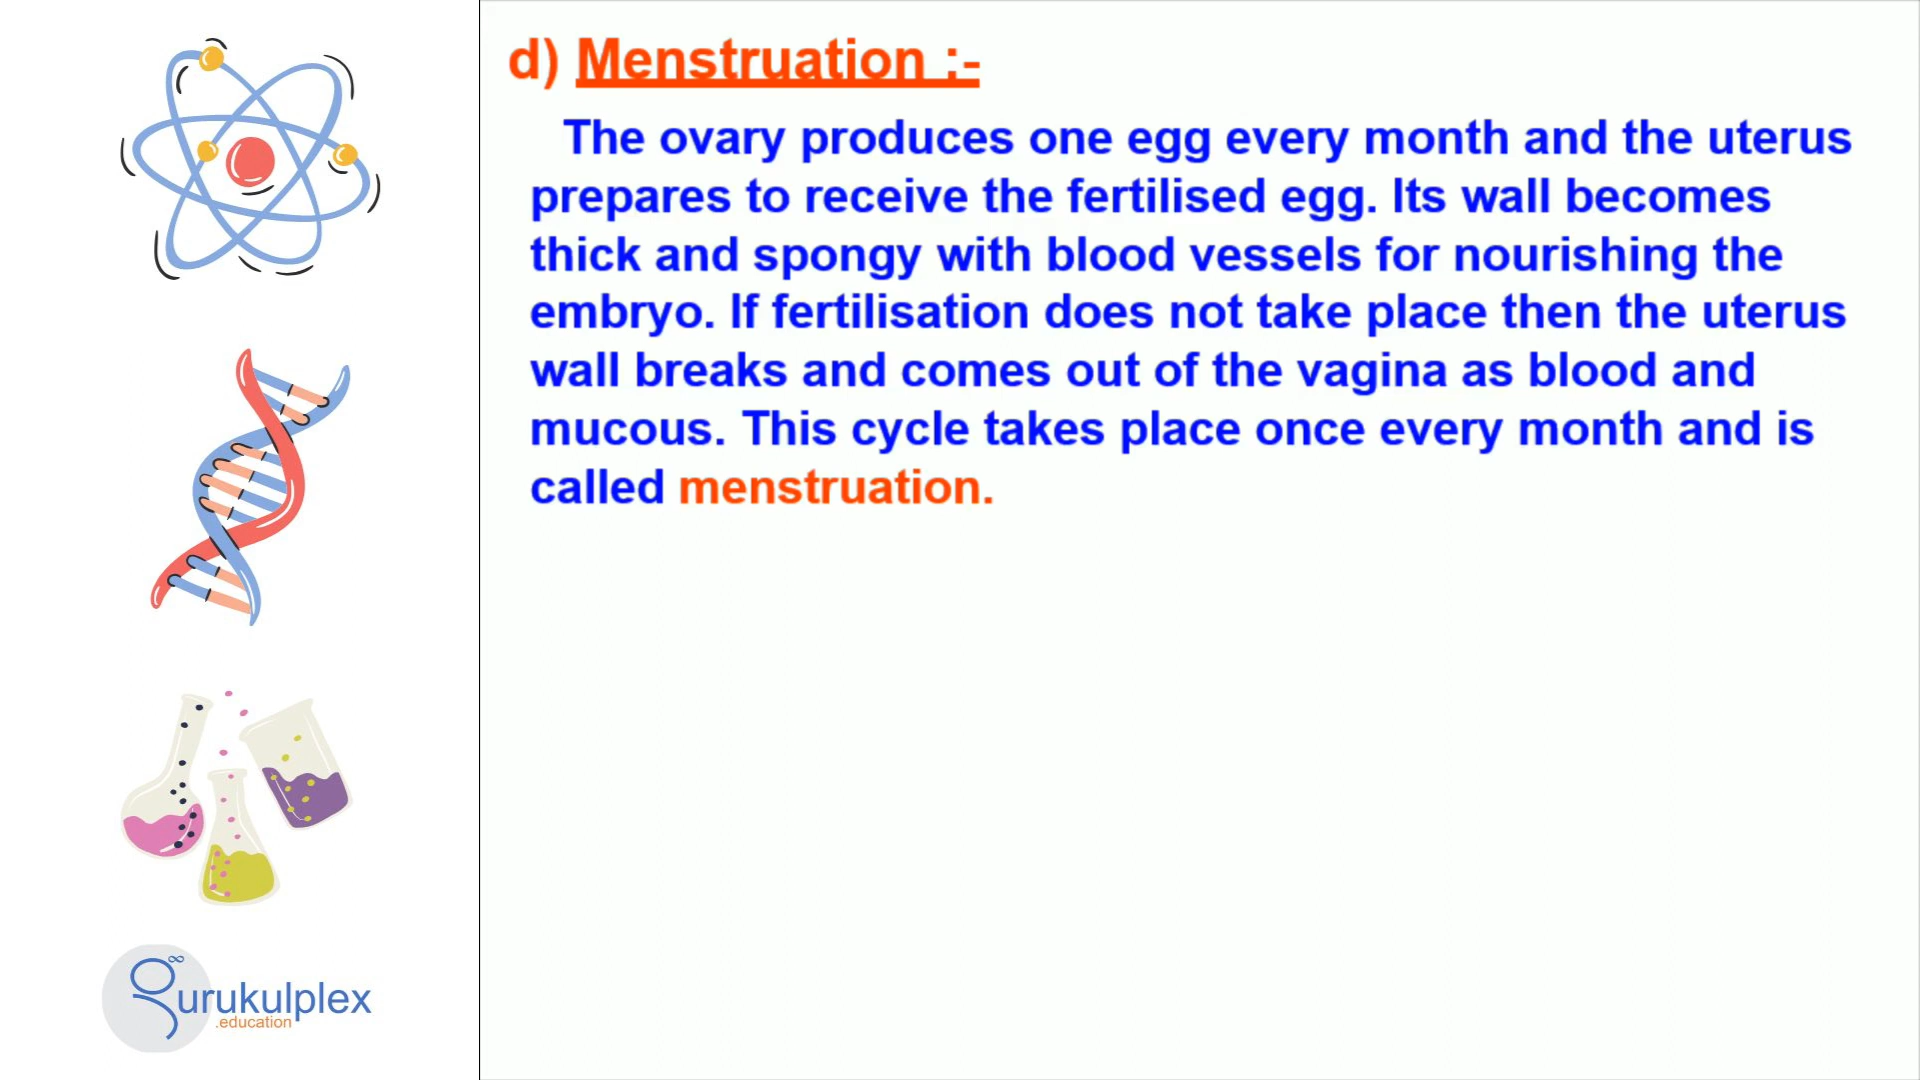 d) Menstruation :-
The ovary produces one egg every month and the uterus
prepares to receive the fertilised egg. Its wall becomes
thick and spongy with blood vessels for nourishing the
embryo. If fertilisation does not take place then the uterus
wall breaks and comes out of the vagina as blood and
mucous. This cycle takes place once every month and is
called menstruation.
gurukulplex
.education